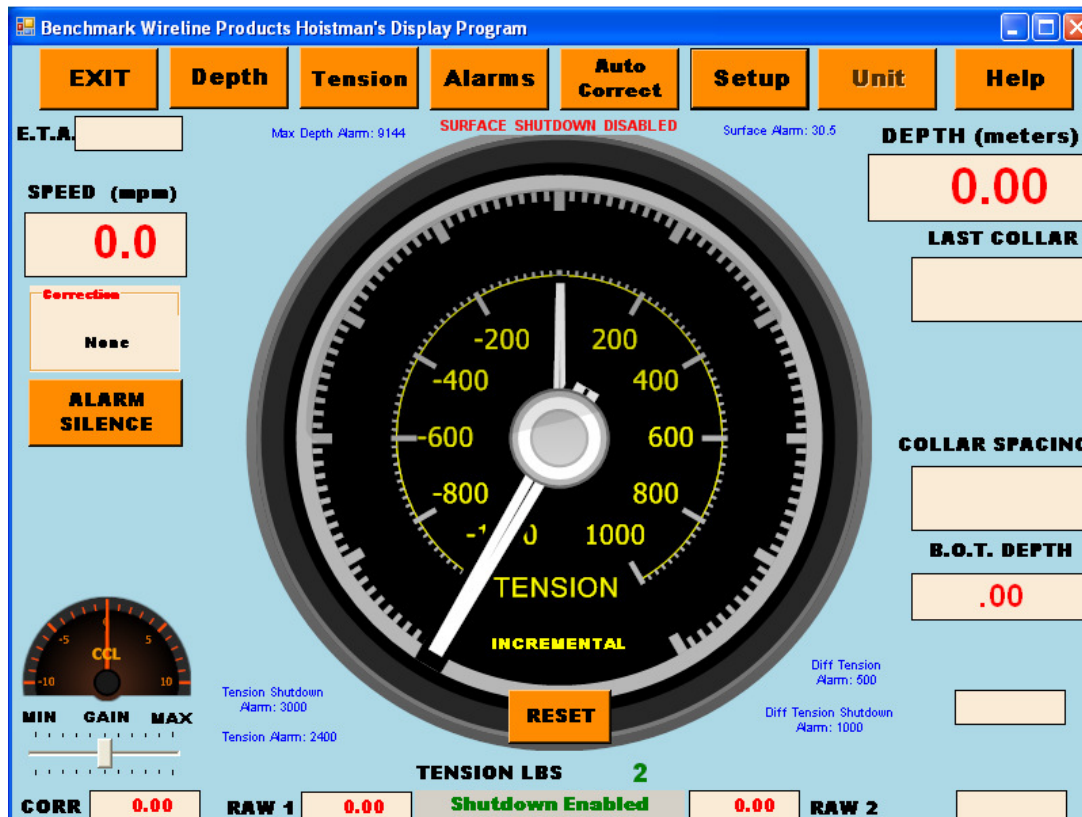 Benchmark Wireline Products Hoistman's Display Program
EXIT
Depth
Tension
Alarms
Auto
Correct
Setup
Unit
Help
E.T.A.
Max Depth Alarm: 9144
SURFACE SHUTDOWN DISABLED
Surface Alarm: 30.5
DEPTH (meters)
0.00
SPEED (mpm)
0.0
LAST COLLAR
Correction
None
ALARM
SILENCE
-200
200
-400
400
-600
600
-800
800
1000
TENSION
INCREMENTAL
COLLAR SPACING
B.O.T. DEPTH
.00
0
-5
5
CCL
-10
10
MIN GAIN MAX
Tension Shutdown
Alarm: 3000
Tension Alarm: 2400
RESET
Diff Tension
Alarm: 500
Diff Tension Shutdown
Alarm: 1000
TENSION LBS 2
CORR 0.00
RAW 1 0.00
Shutdown Enabled
0.00 RAW 2